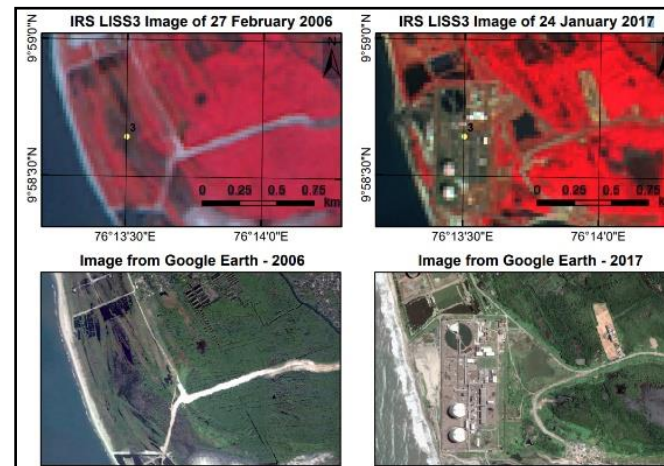 IRS LISS3 Image of 27 February 2006
IRS LISS3 Image of 24 January 2017
9°59'0"N
9°58'30"N
N
3
0 0.25 0.5 0.75
km
76°13'30"E 76°14'0"E
9°59'0"N
9°58'30"N
N
3
0 0.25 0.5 0.75
km
76°13'30"E 76°14'0"E
Image from Google Earth - 2006
Image from Google Earth - 2017